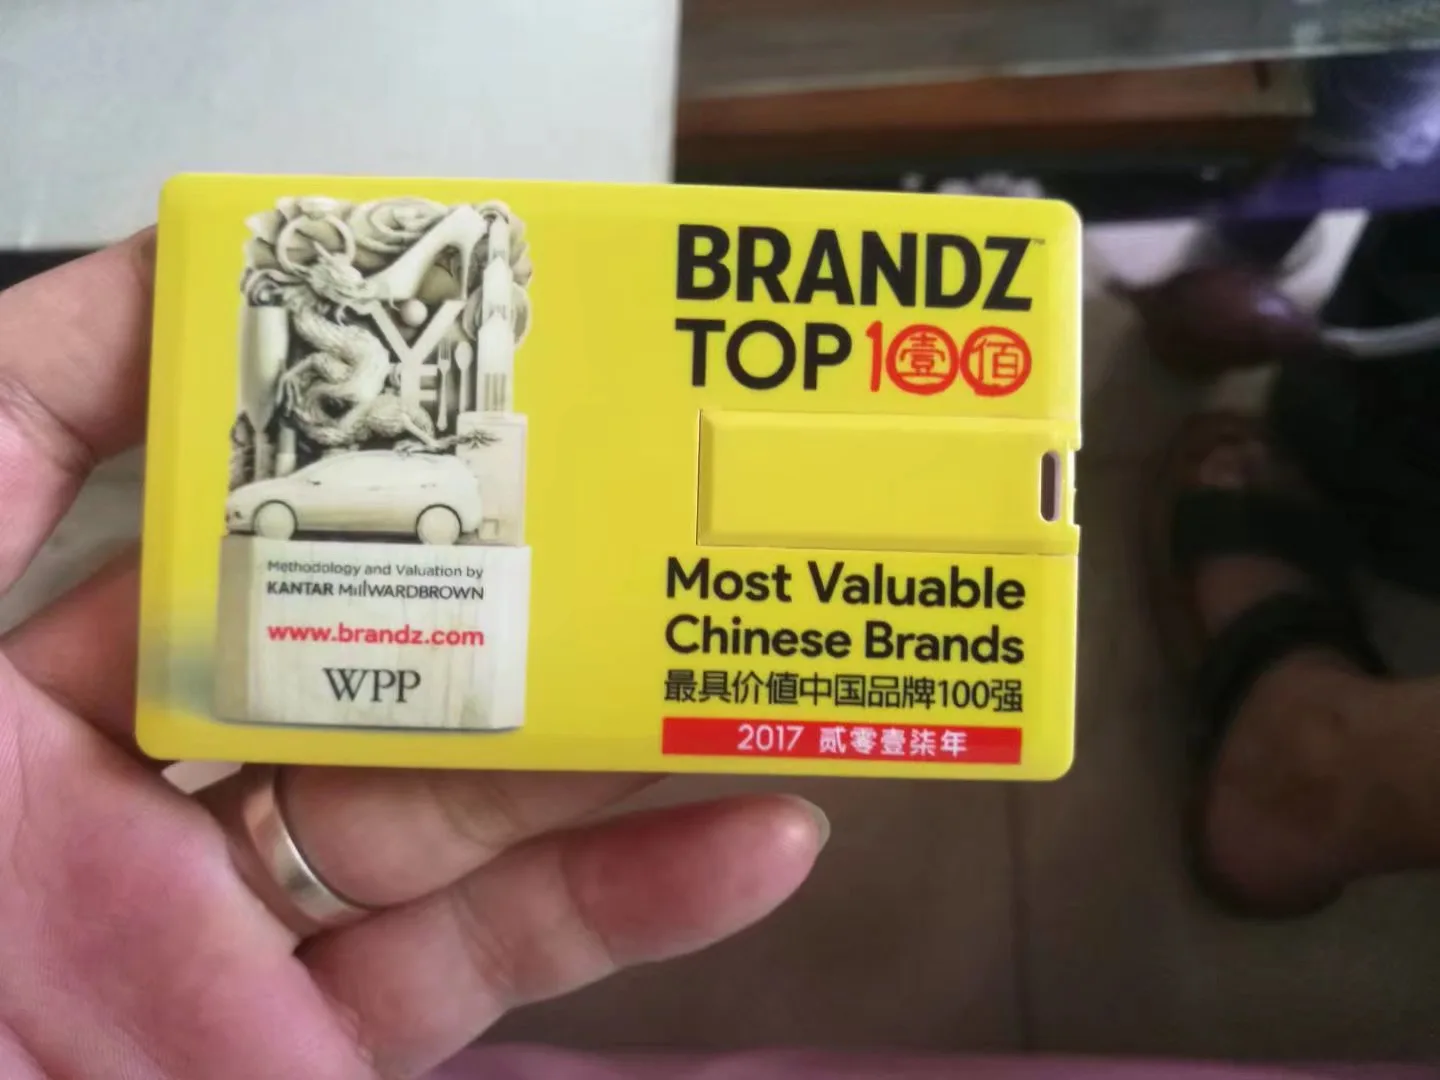 BRANDZ™
TOP 100
壹佰
Most Valuable
Chinese Brands
最具价值中国品牌100强
2017 贰零壹柒年
Methodology and Valuation by
KANTAR MillWARDBROWN
www.brandz.com
WPP